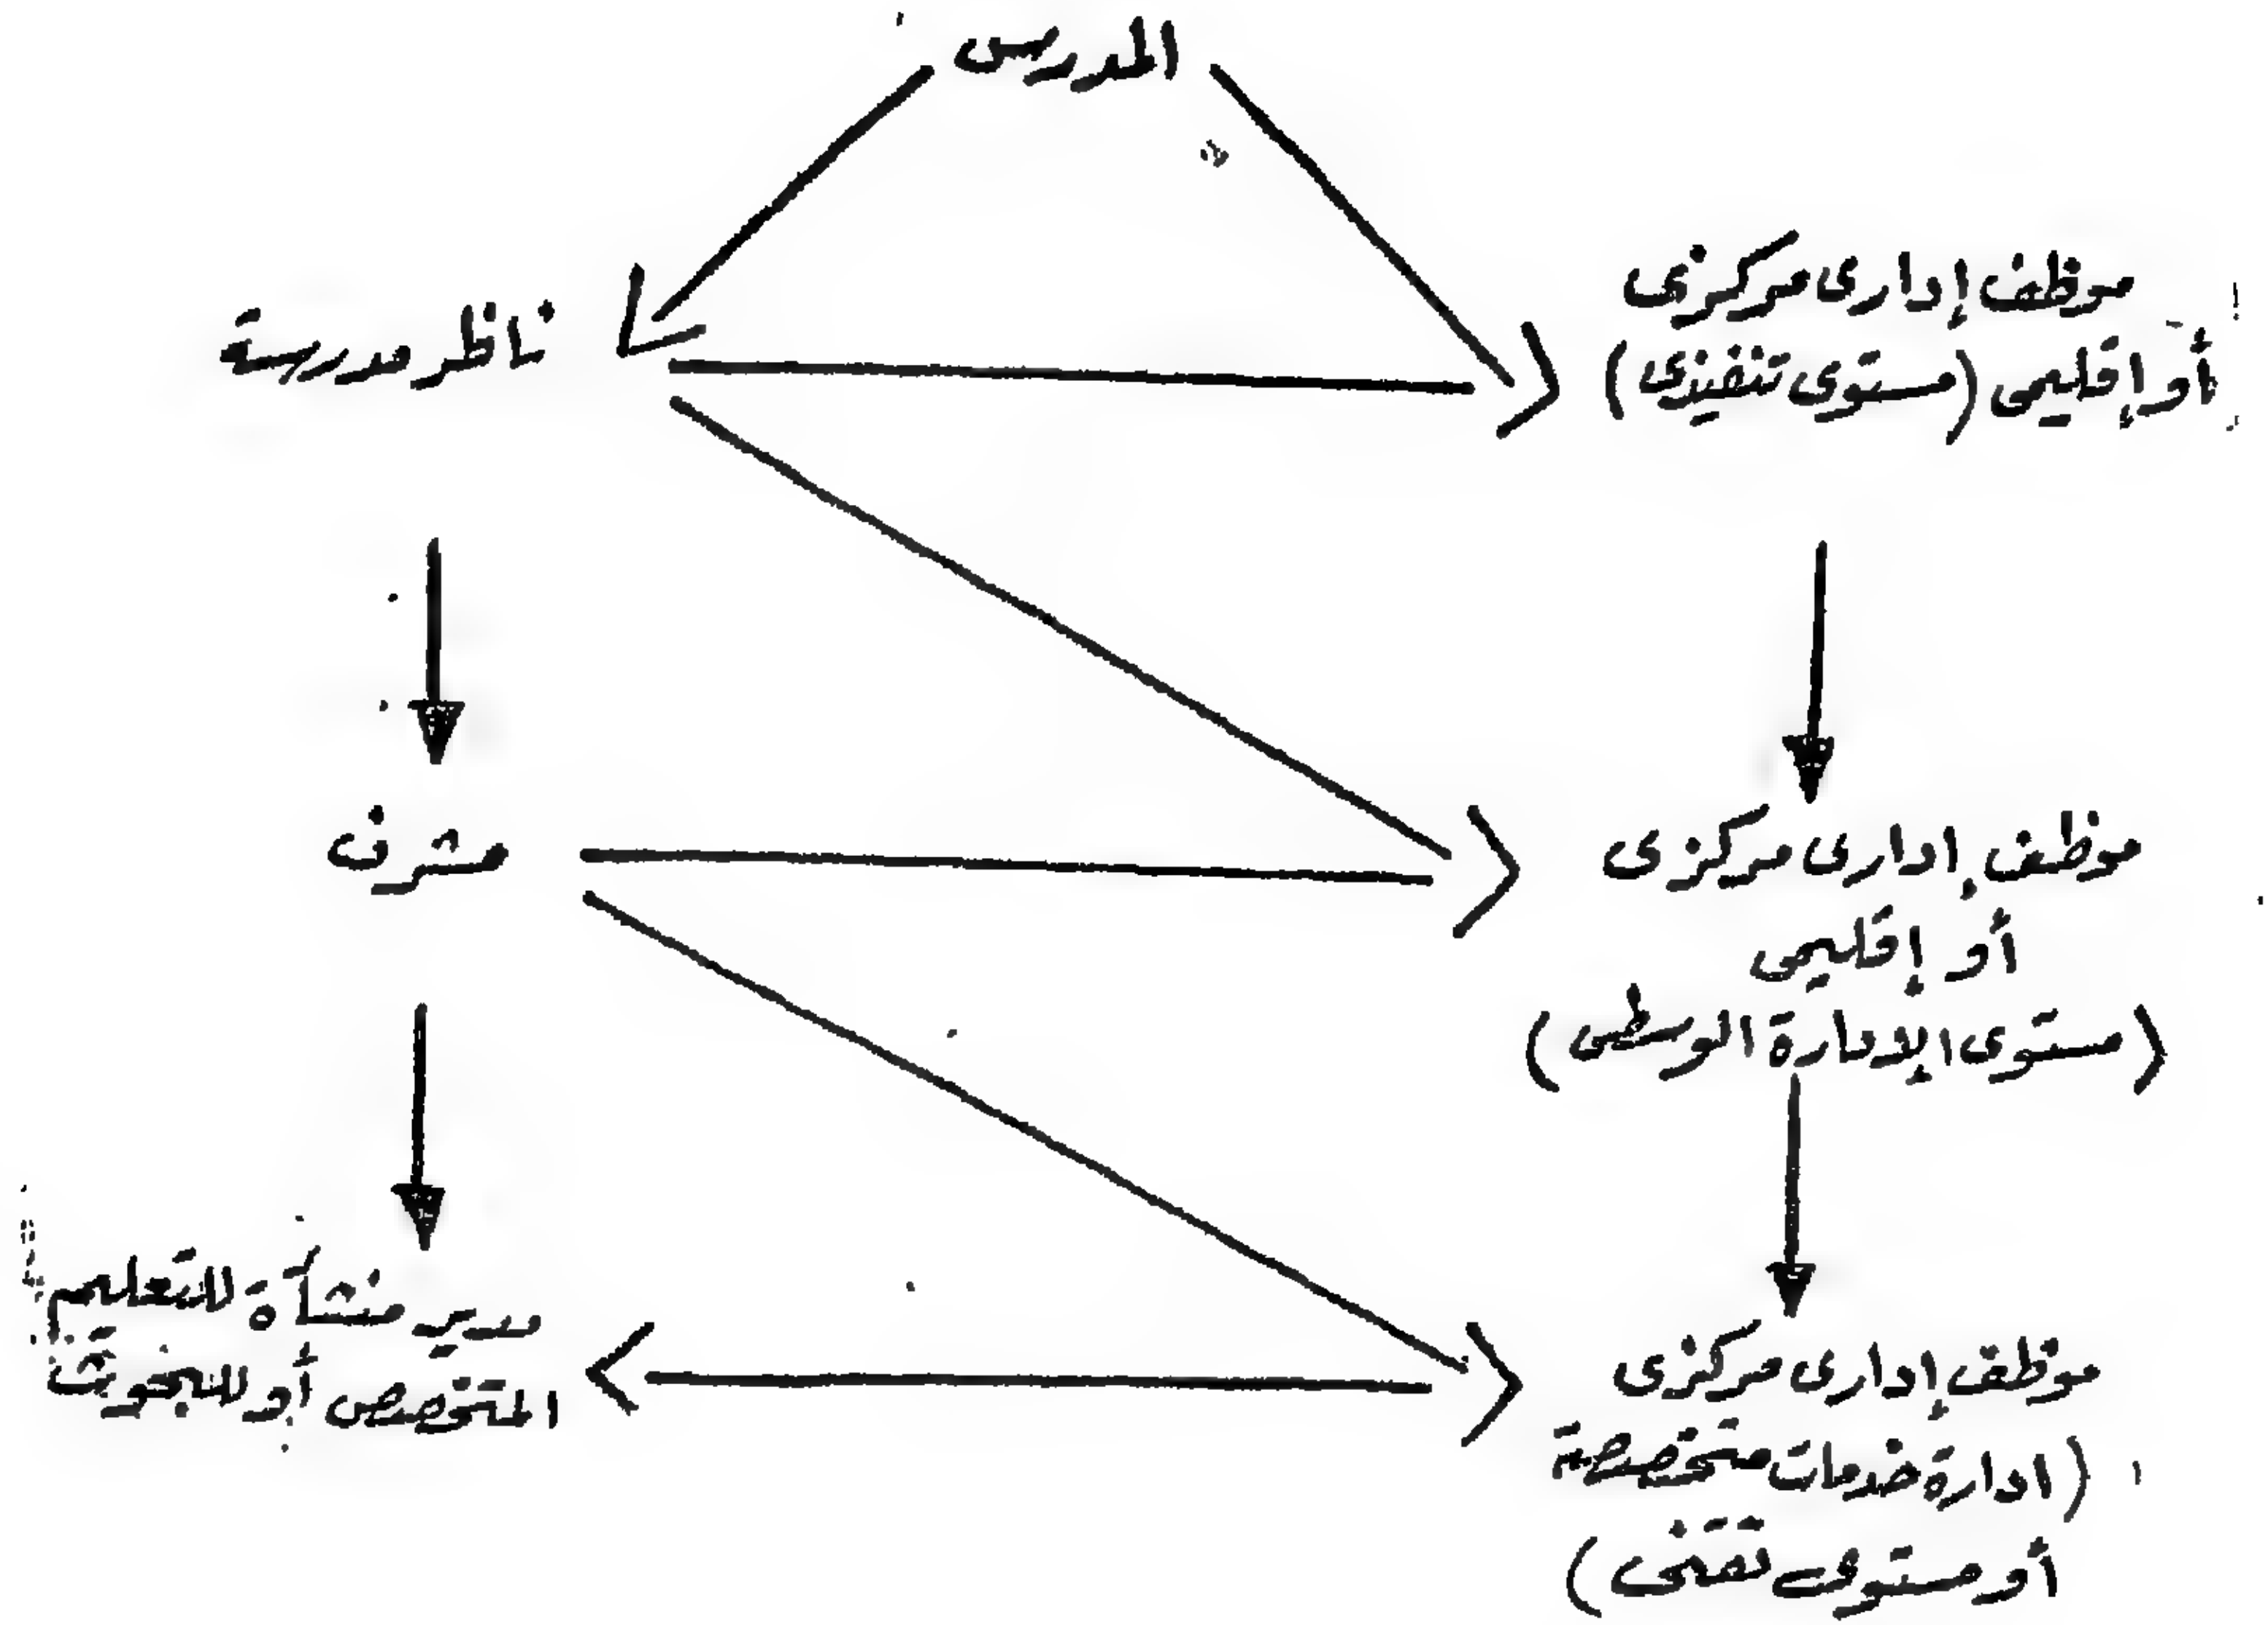 المدرس
موظف إدارى مركزى
أو إقليمى (مستوى تنفيذى)
ناظر مدرسة
موظف إدارى مركزى
أو إقليمى
(مستوى الإدارة الوسطى)
مشرف
موظف إدارى مركزى
(ادارة خدمات متخصصة
أو مستوى تقنى)
مدير منشأة للتعليم
المتخصص أو للبحوث